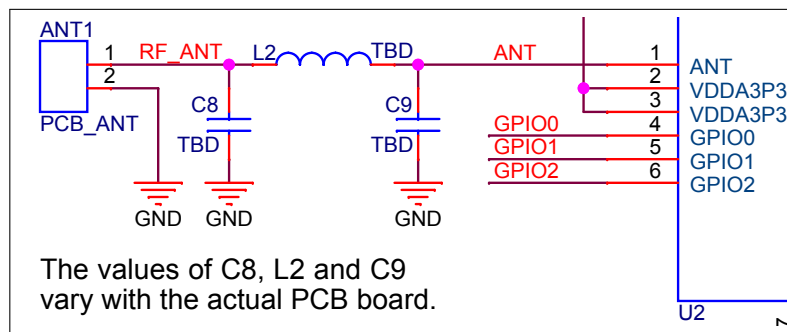 ANT1
1 RF_ANT L2 TBD ANT 1 ANT
2 2 VDDA3P3
3 VDDA3P3
PCB_ANT C8 C9 GPIO0 4 GPIO0
TBD TBD GPIO1 5 GPIO1
GPIO2 6 GPIO2
GND GND GND
The values of C8, L2 and C9
vary with the actual PCB board.
U2 7